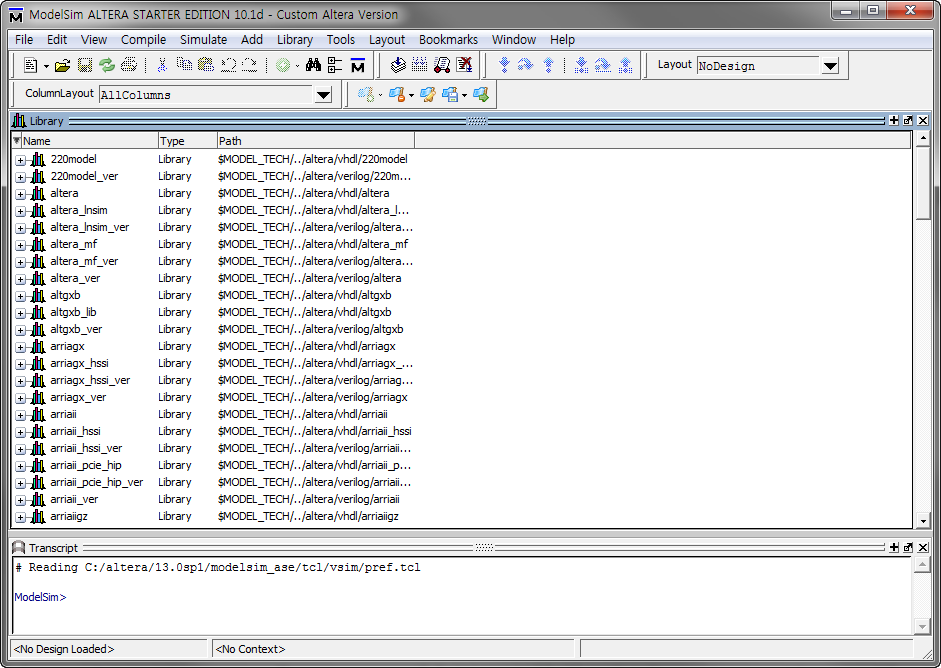 ModelSim ALTERA STARTER EDITION 10.1d - Custom Altera Version
File Edit View Compile Simulate Add Library Tools Layout Bookmarks Window Help
Layout NoDesign
ColumnLayout AllColumns
Library
Name Type Path
220model Library $MODEL_TECH/../altera/vhdl/220model
220model_ver Library $MODEL_TECH/../altera/verilog/220m...
altera Library $MODEL_TECH/../altera/vhdl/altera
altera_lnsim Library $MODEL_TECH/../altera/vhdl/altera_l...
altera_lnsim_ver Library $MODEL_TECH/../altera/verilog/altera...
altera_mf Library $MODEL_TECH/../altera/vhdl/altera_mf
altera_mf_ver Library $MODEL_TECH/../altera/verilog/altera...
altera_ver Library $MODEL_TECH/../altera/verilog/altera
altgxb Library $MODEL_TECH/../altera/vhdl/altgxb
altgxb_lib Library $MODEL_TECH/../altera/vhdl/altgxb
altgxb_ver Library $MODEL_TECH/../altera/verilog/altgxb
arriagx Library $MODEL_TECH/../altera/vhdl/arriagx
arriagx_hssi Library $MODEL_TECH/../altera/vhdl/arriagx_...
arriagx_hssi_ver Library $MODEL_TECH/../altera/verilog/arriag...
arriagx_ver Library $MODEL_TECH/../altera/verilog/arriagx
arriaii Library $MODEL_TECH/../altera/vhdl/arriaii
arriaii_hssi Library $MODEL_TECH/../altera/vhdl/arriaii_hssi
arriaii_hssi_ver Library $MODEL_TECH/../altera/verilog/arriaii...
arriaii_pcie_hip Library $MODEL_TECH/../altera/vhdl/arriaii_p...
arriaii_pcie_hip_ver Library $MODEL_TECH/../altera/verilog/arriaii...
arriaii_ver Library $MODEL_TECH/../altera/verilog/arriaii
arriaiigz Library $MODEL_TECH/../altera/vhdl/arriaiigz
Transcript
# Reading C:/altera/13.0sp1/modelsim_ase/tcl/vsim/pref.tcl
ModelSim>
<No Design Loaded> <No Context>